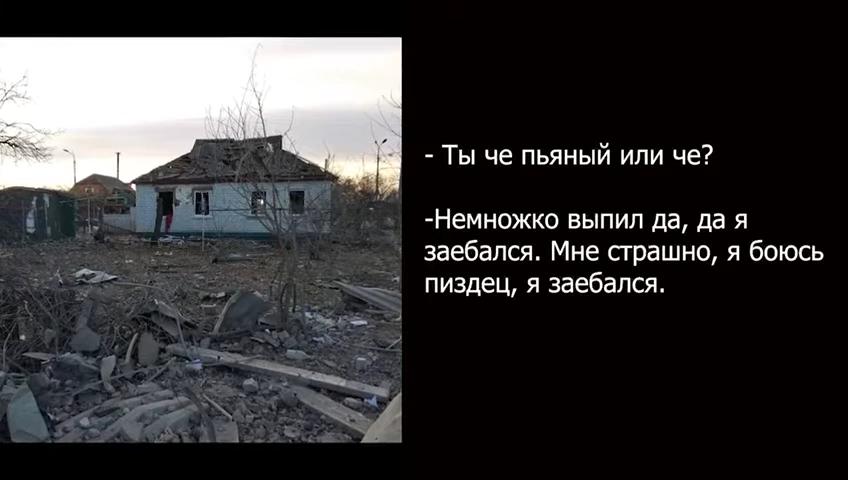 - Ты че пьяный или че?
-Немножко выпил да, да я
заебался. Мне страшно, я боюсь
пиздец, я заебался.